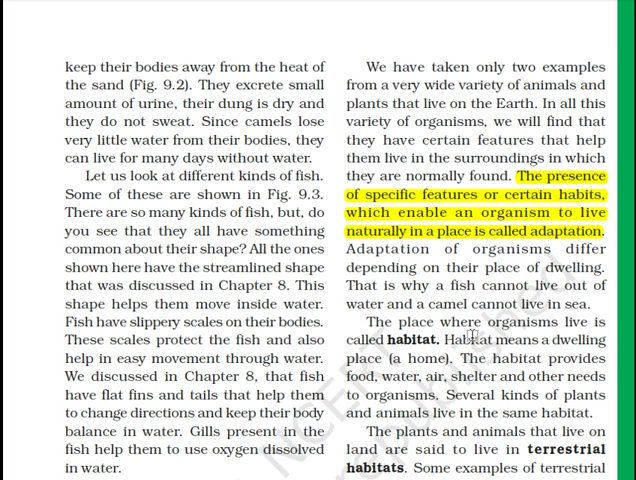 keep their bodies away from the heat of
the sand (Fig. 9.2). They excrete small
amount of urine, their dung is dry and
they do not sweat. Since camels lose
very little water from their bodies, they
can live for many days without water.
Let us look at different kinds of fish.
Some of these are shown in Fig. 9.3.
There are so many kinds of fish, but, do
you see that they all have something
common about their shape? All the ones
shown here have the streamlined shape
that was discussed in Chapter 8. This
shape helps them move inside water.
Fish have slippery scales on their bodies.
These scales protect the fish and also
help in easy movement through water.
We discussed in Chapter 8, that fish
have flat fins and tails that help them
to change directions and keep their body
balance in water. Gills present in the
fish help them to use oxygen dissolved
in water.
We have taken only two examples
from a very wide variety of animals and
plants that live on the Earth. In all this
variety of organisms, we will find that
they have certain features that help
them live in the surroundings in which
they are normally found. The presence
of specific features or certain habits,
which enable an organism to live
naturally in a place is called adaptation.
Adaptation of organisms differ
depending on their place of dwelling.
That is why a fish cannot live out of
water and a camel cannot live in sea.
The place where organisms live is
called habitat. Habitat means a dwelling
place (a home). The habitat provides
food, water, air, shelter and other needs
to organisms. Several kinds of plants
and animals live in the same habitat.
The plants and animals that live on
land are said to live in terrestrial
habitats. Some examples of terrestrial
NCERT
republished